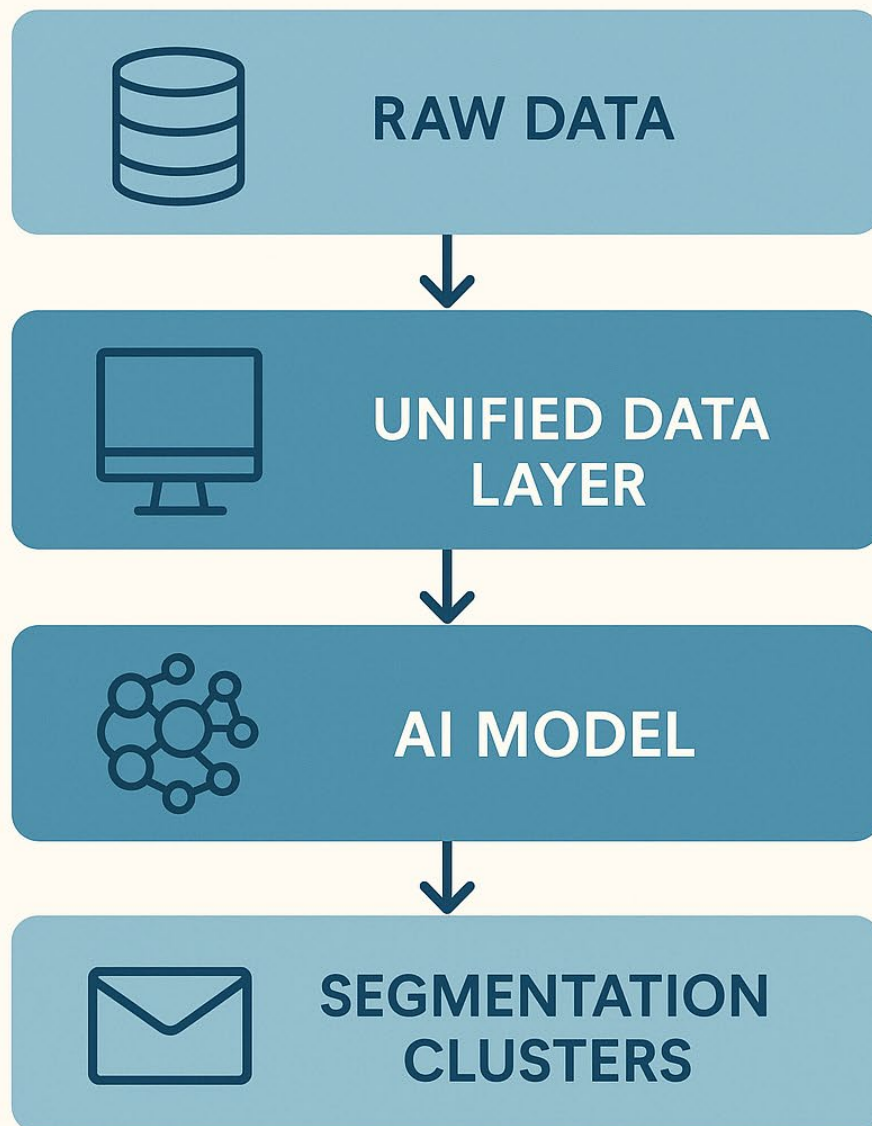 RAW DATA
UNIFIED DATA
LAYER
AI MODEL
SEGMENTATION
CLUSTERS